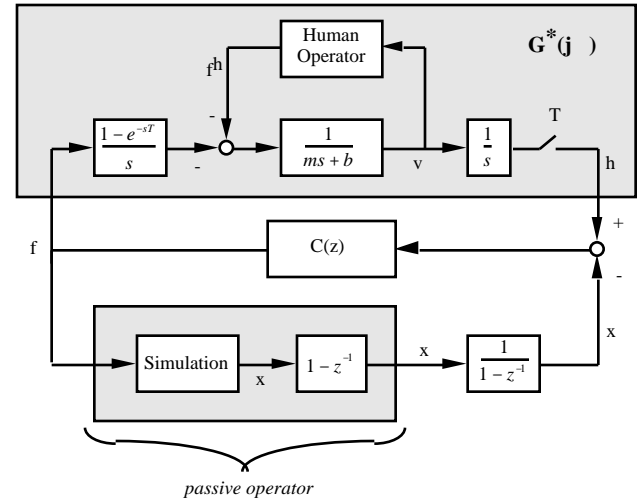 Human
Operator
G*(j )
f^h
-
1 − e^{−sT}
s
-
1
ms + b
v
1
s
T
h
+
f
C(z)
-
x
Simulation
x
1 − z^{−1}
x
1
1 − z^{−1}
passive operator